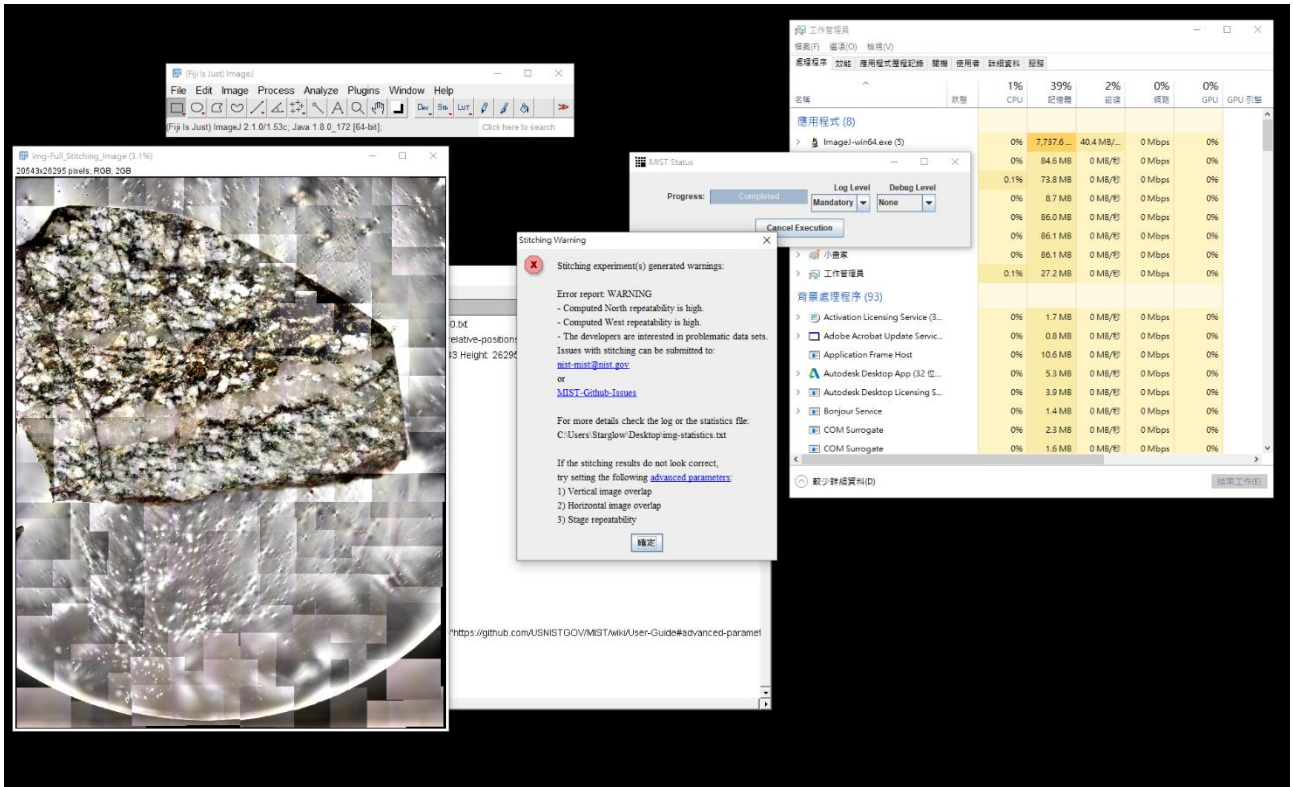 (Fiji Is Just) ImageJ
File Edit Image Process Analyze Plugins Window Help
Dev Stk LUT
(Fiji Is Just) ImageJ 2.1.0/1.53c; Java 1.8.0_172 [64-bit];
Click here to search
img-Full_Stitching_Image (3.1%)
20543x26295 pixels; RGB; 2GB
0.txt
relative-positions
43 Height: 26295
"https://github.com/USNISTGOV/MIST/wiki/User-Guide#advanced-paramet
MIST Status
Progress: Completed
Log Level Debug Level
Mandatory None
Cancel Execution
Stitching Warning
Stitching experiment(s) generated warnings:
Error report: WARNING
- Computed North repeatability is high.
- Computed West repeatability is high.
- The developers are interested in problematic data sets.
Issues with stitching can be submitted to:
nist-mist@nist.gov
or
MIST-Github-Issues
For more details check the log or the statistics file:
C:\Users\Starglow\Desktop\img-statistics.txt
If the stitching results do not look correct,
try setting the following advanced parameters:
1) Vertical image overlap
2) Horizontal image overlap
3) Stage repeatability
確定
工作管理員
檔案(F) 選項(O) 檢視(V)
處理程序 效能 應用程式歷程記錄 開機 使用者 詳細資料 服務
1% 39% 2% 0% 0%
名稱 狀態 CPU 記憶體 磁碟 網路 GPU GPU 引擎
應用程式 (8)
ImageJ-win64.exe (5) 0% 7,737.6 ... 40.4 MB/... 0 Mbps 0%
0% 84.6 MB 0 MB/秒 0 Mbps 0%
0.1% 73.8 MB 0 MB/秒 0 Mbps 0%
0% 8.7 MB 0 MB/秒 0 Mbps 0%
0% 86.0 MB 0 MB/秒 0 Mbps 0%
0% 86.1 MB 0 MB/秒 0 Mbps 0%
小畫家 0% 86.1 MB 0 MB/秒 0 Mbps 0%
工作管理員 0.1% 27.2 MB 0 MB/秒 0 Mbps 0%
背景處理程序 (93)
Activation Licensing Service (3... 0% 1.7 MB 0 MB/秒 0 Mbps 0%
Adobe Acrobat Update Servic... 0% 0.8 MB 0 MB/秒 0 Mbps 0%
Application Frame Host 0% 10.6 MB 0 MB/秒 0 Mbps 0%
Autodesk Desktop App (32 位... 0% 5.3 MB 0 MB/秒 0 Mbps 0%
Autodesk Desktop Licensing S... 0% 3.9 MB 0 MB/秒 0 Mbps 0%
Bonjour Service 0% 1.4 MB 0 MB/秒 0 Mbps 0%
COM Surrogate 0% 2.3 MB 0 MB/秒 0 Mbps 0%
COM Surrogate 0% 1.6 MB 0 MB/秒 0 Mbps 0%
較少詳細資料(D)
結束工作(E)